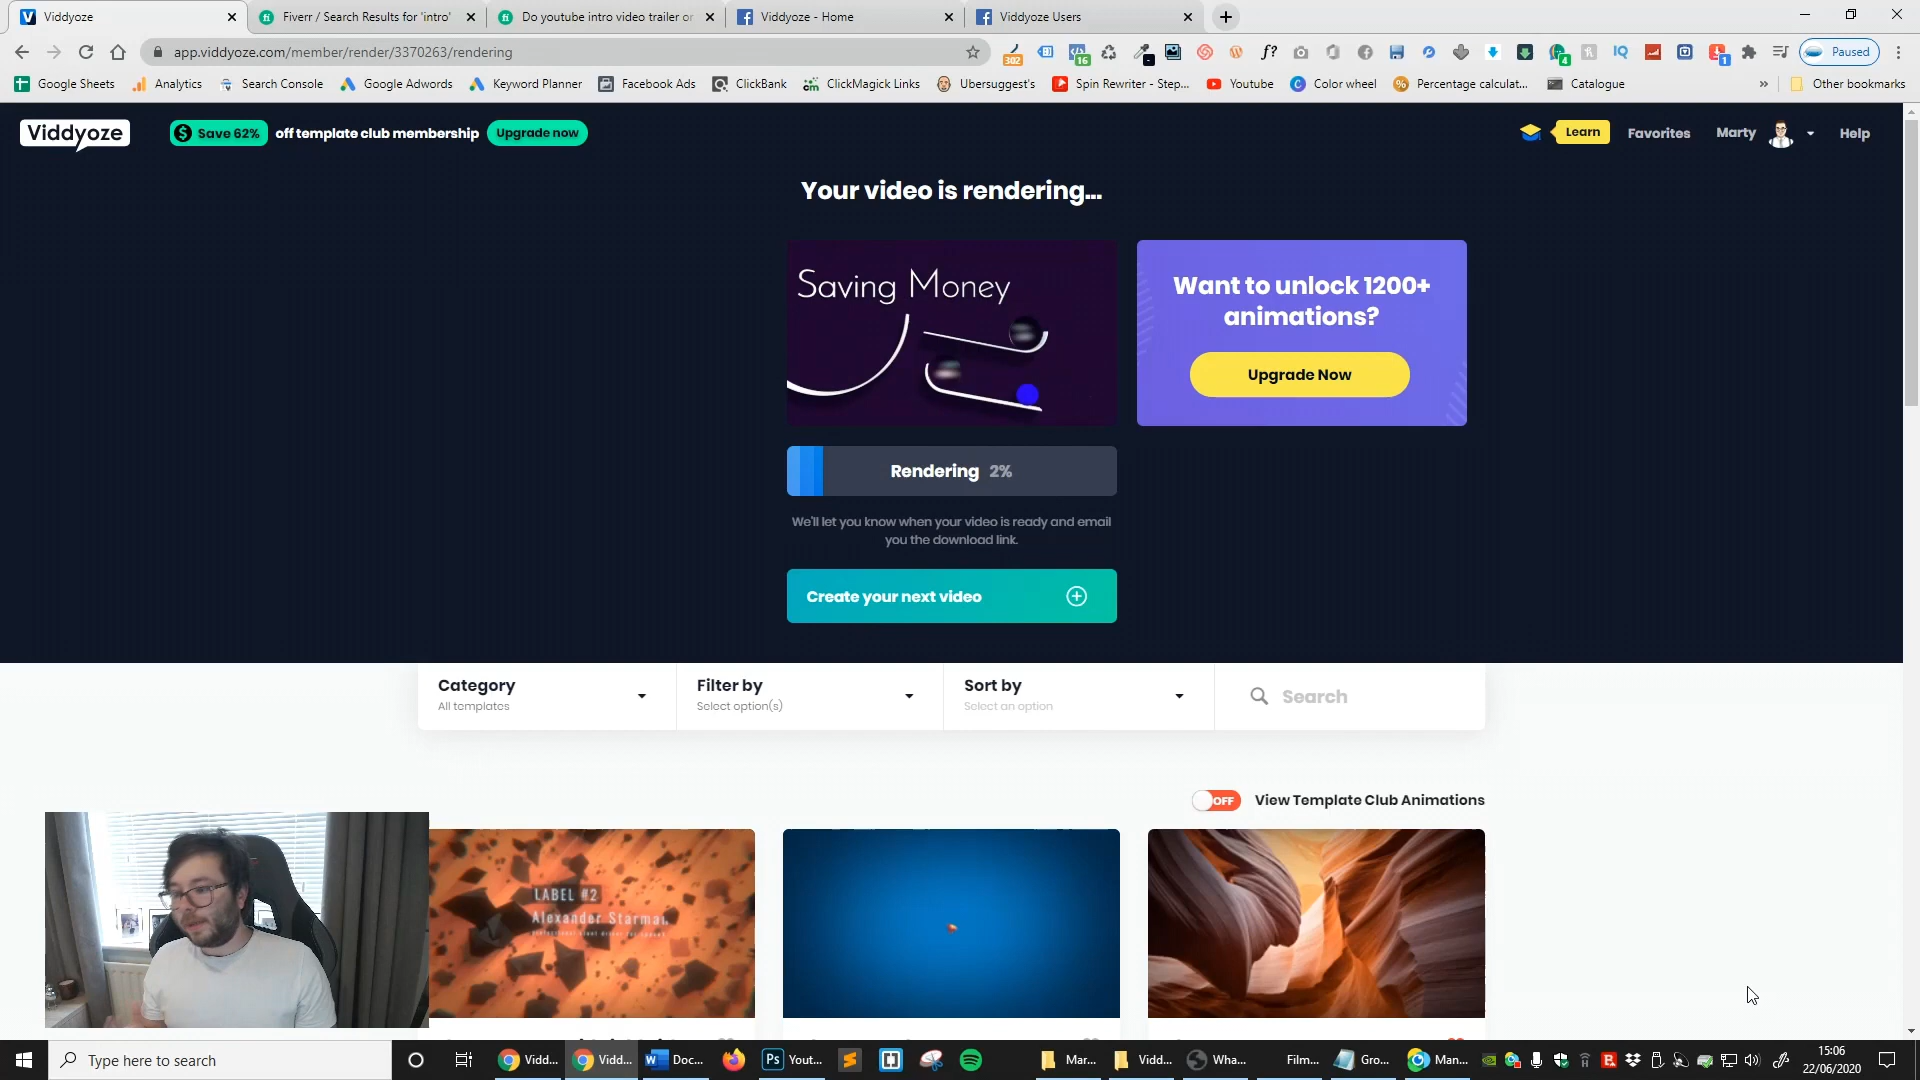 Viddyoze
Fiverr / Search Results for 'intro'
Do youtube intro video trailer or
Viddyoze - Home
Viddyoze Users
app.viddyoze.com/member/render/3370263/rendering
302
16
4
1
Paused
Google Sheets
Analytics
Search Console
Google Adwords
Keyword Planner
Facebook Ads
ClickBank
ClickMagick Links
Ubersuggest's
Spin Rewriter - Step...
Youtube
Color wheel
Percentage calculat...
Catalogue
»
Other bookmarks
Viddyoze
Save 62% off template club membership Upgrade now
Learn
Favorites
Marty
Help
Your video is rendering...
Saving Money
Want to unlock 1200+
animations?
Upgrade Now
Rendering 2%
We'll let you know when your video is ready and email
you the download link.
Create your next video
Category
All templates
Filter by
Select option(s)
Sort by
Select an option
Search
OFF
View Template Club Animations
LABEL #2
Alexander Starman
Type here to search
Vidd...
Vidd...
Doc...
Ps
Yout...
Mar...
Vidd...
Wha...
Film...
Gro...
Man...
15:06
22/06/2020